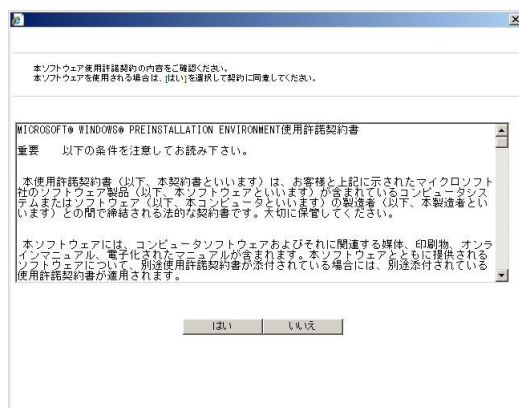 本ソフトウェア使用許諾契約の内容をご確認ください。
本ソフトウェアを使用される場合は、[はい]を選択して契約に同意してください。
MICROSOFT® WINDOWS® PREINSTALLATION ENVIRONMENT使用許諾契約書
重要　　以下の条件を注意してお読み下さい。
本使用許諾契約書（以下、本契約書といいます）は、お客様と上記に示されたマイクロソフト
社のソフトウェア製品（以下、本ソフトウェアといいます）が含まれているコンピュータシス
テムまたはソフトウェア（以下、本コンピュータといいます）の製造者（以下、本製造者とい
います）との間で締結される法的な契約書です。大切に保管してください。
本ソフトウェアには、コンピュータソフトウェアおよびそれに関連する媒体、印刷物、オンラ
インマニュアル、電子化されたマニュアルが含まれます。本ソフトウェアとともに提供される
ソフトウェアについて、別途使用許諾契約書が添付されている場合には、別途添付されている
使用許諾契約書が適用されます。
はい　いいえ